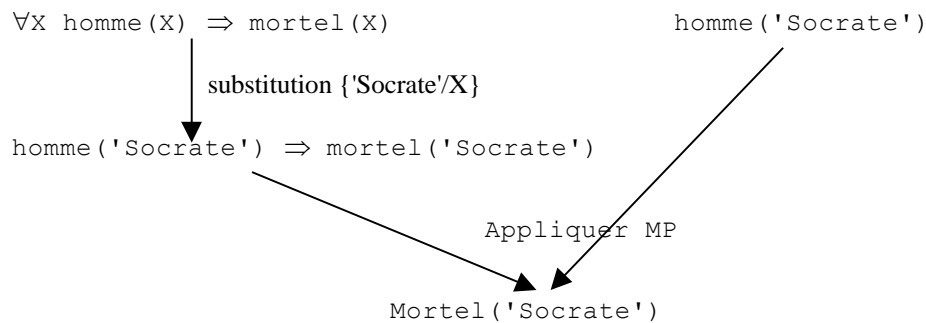 ∀X homme(X) ⇒ mortel(X) homme('Socrate')
substitution {'Socrate'/X}
homme('Socrate') ⇒ mortel('Socrate')
Appliquer MP
Mortel('Socrate')